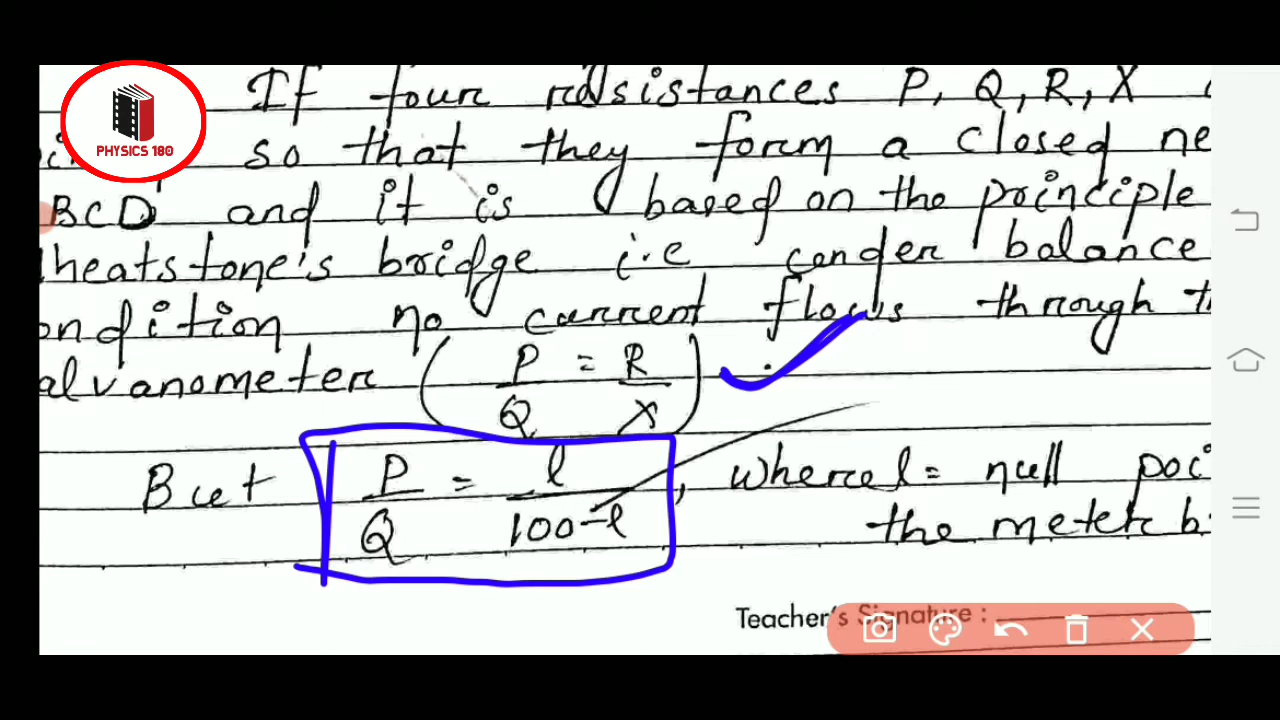 PHYSICS 180
If four resistances P, Q, R, X
so that they form a closed ne
BCD and it is based on the principle
heatstone's bridge i.e under balance
ondition no current flows through t
alvanometer ( P/Q = R/X )
But P/Q = l/100-l , where l = null poi
the meter b
Teacher's Signature :